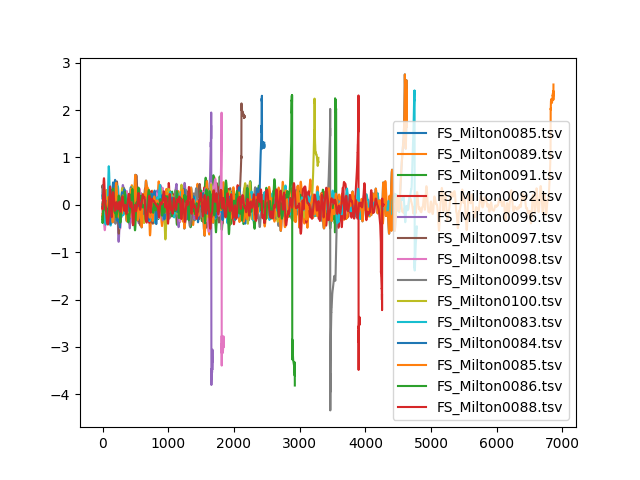 3
2
1
0
−1
−2
−3
−4
0
1000
2000
3000
4000
5000
6000
7000
FS_Milton0085.tsv
FS_Milton0089.tsv
FS_Milton0091.tsv
FS_Milton0092.tsv
FS_Milton0096.tsv
FS_Milton0097.tsv
FS_Milton0098.tsv
FS_Milton0099.tsv
FS_Milton0100.tsv
FS_Milton0083.tsv
FS_Milton0084.tsv
FS_Milton0085.tsv
FS_Milton0086.tsv
FS_Milton0088.tsv